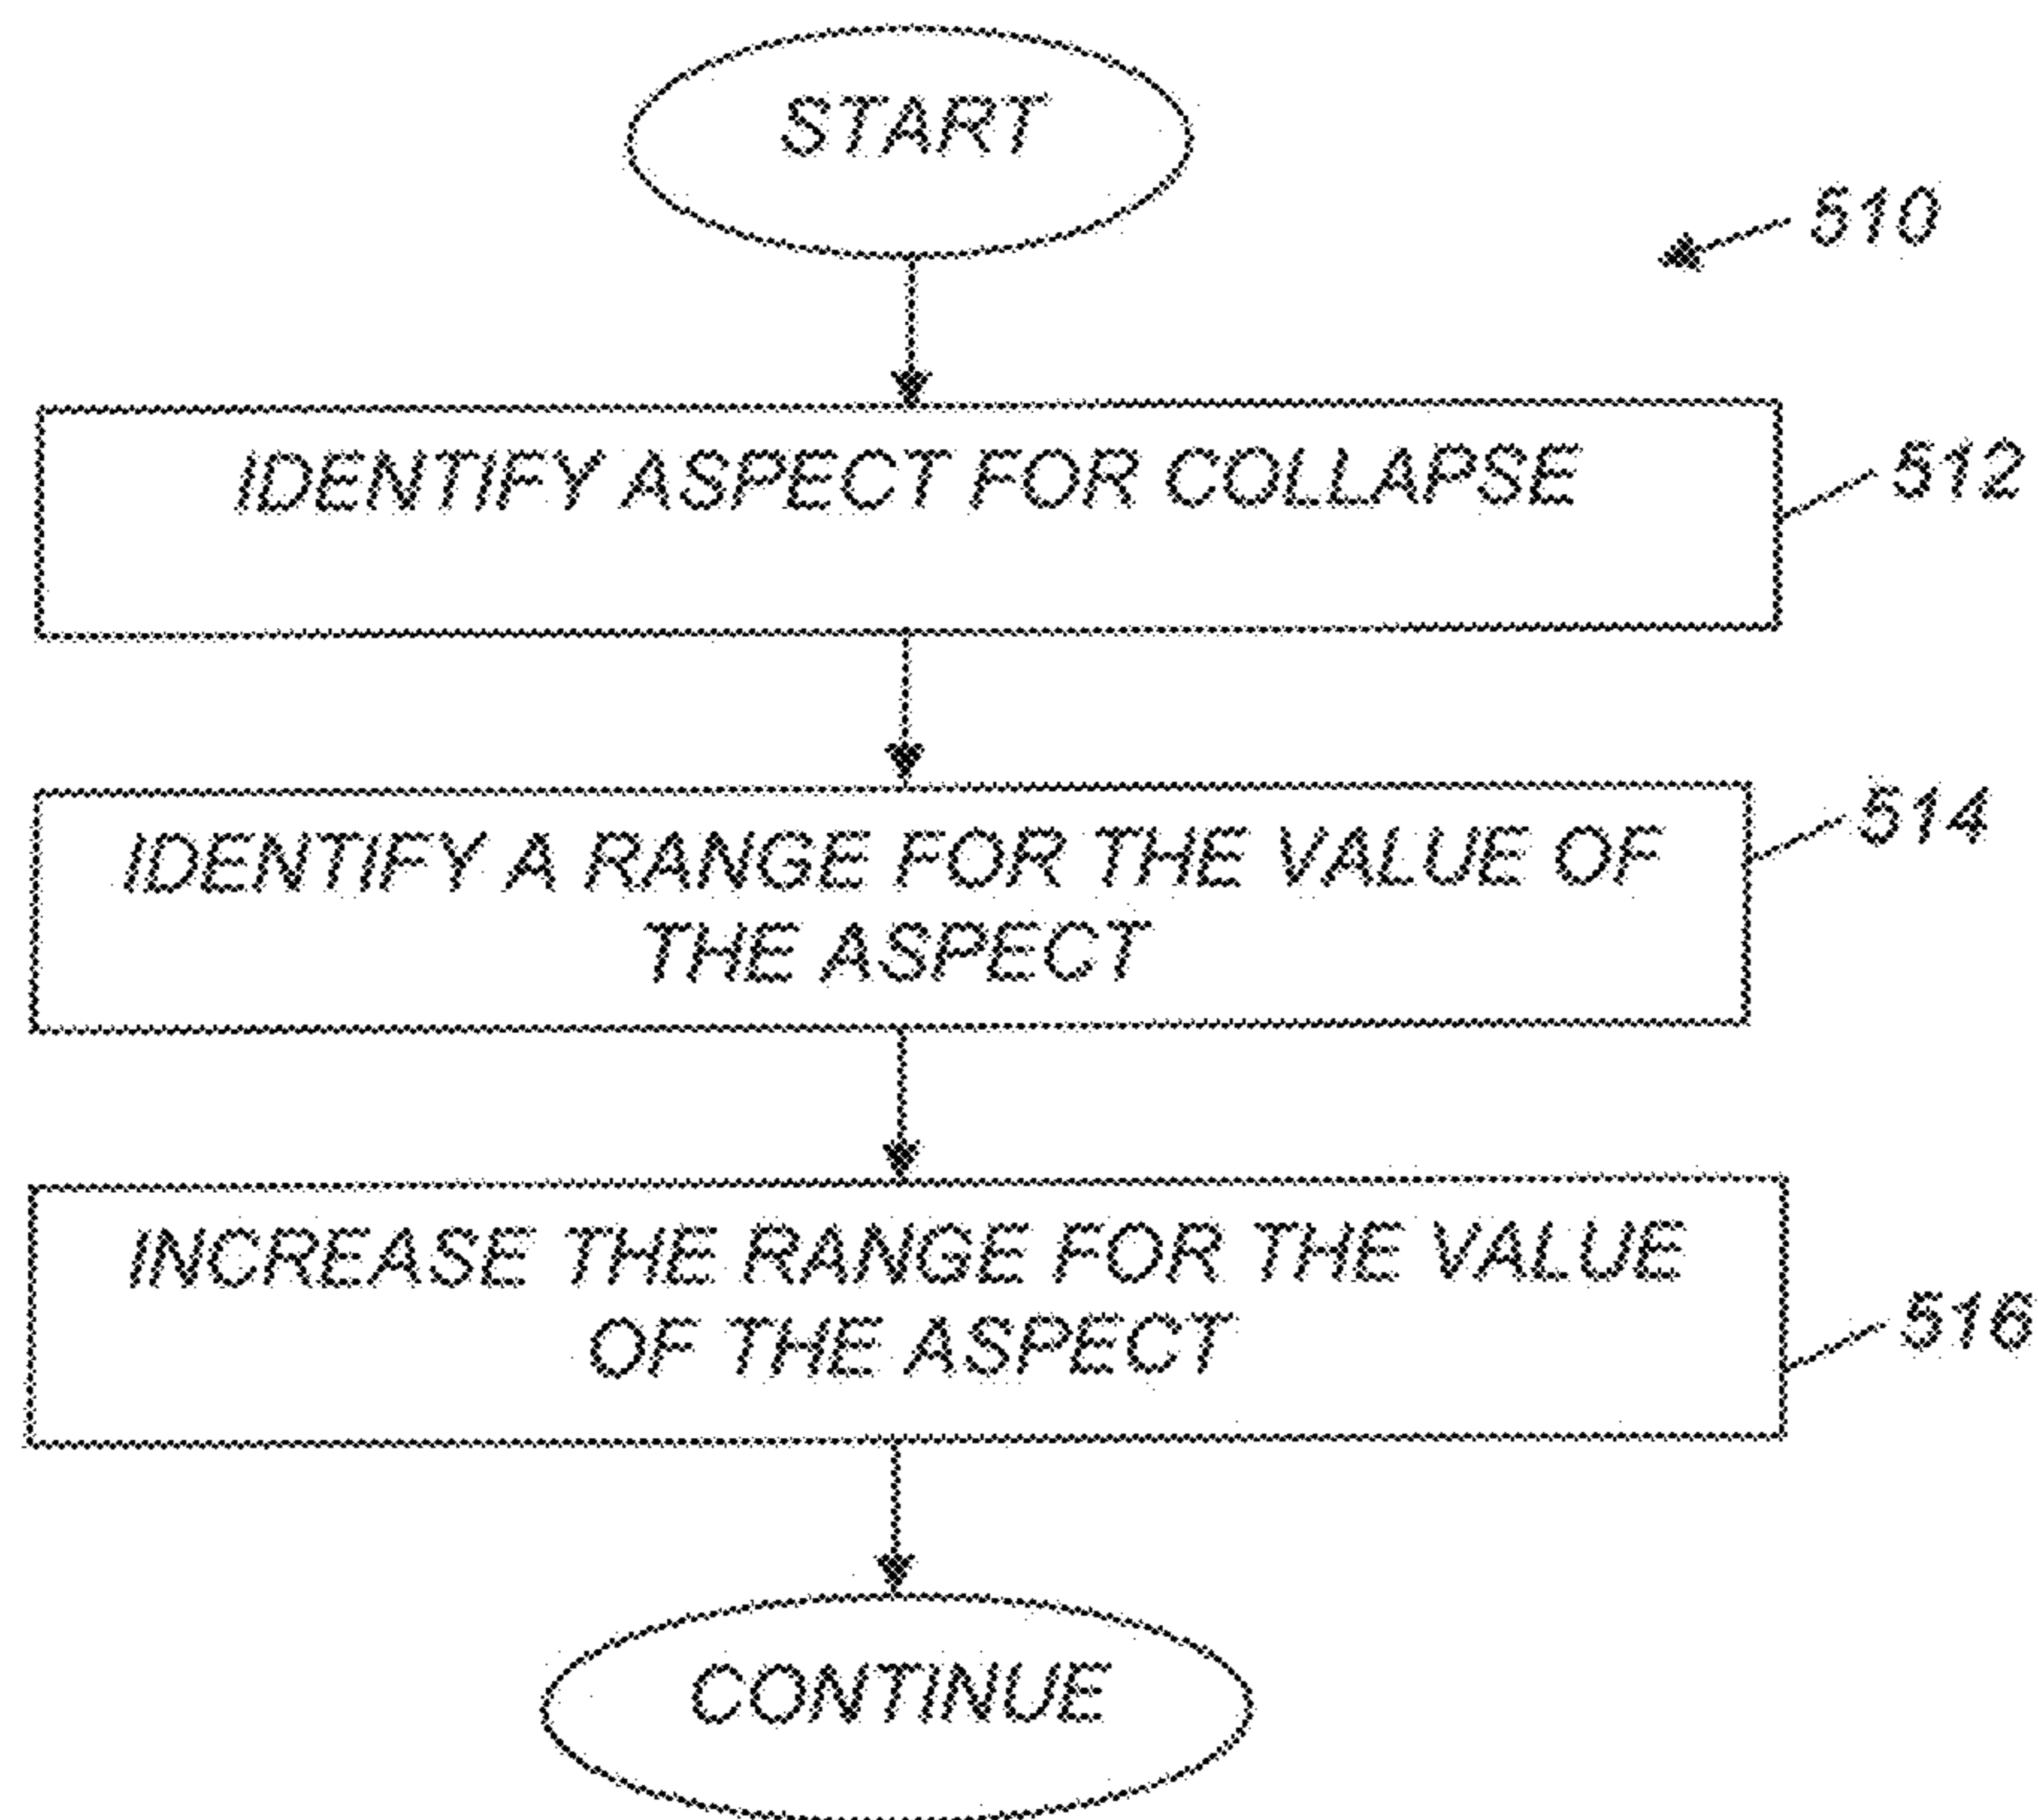 START
510
IDENTIFY ASPECT FOR COLLAPSE
512
IDENTIFY A RANGE FOR THE VALUE OF
THE ASPECT
514
INCREASE THE RANGE FOR THE VALUE
OF THE ASPECT
516
CONTINUE